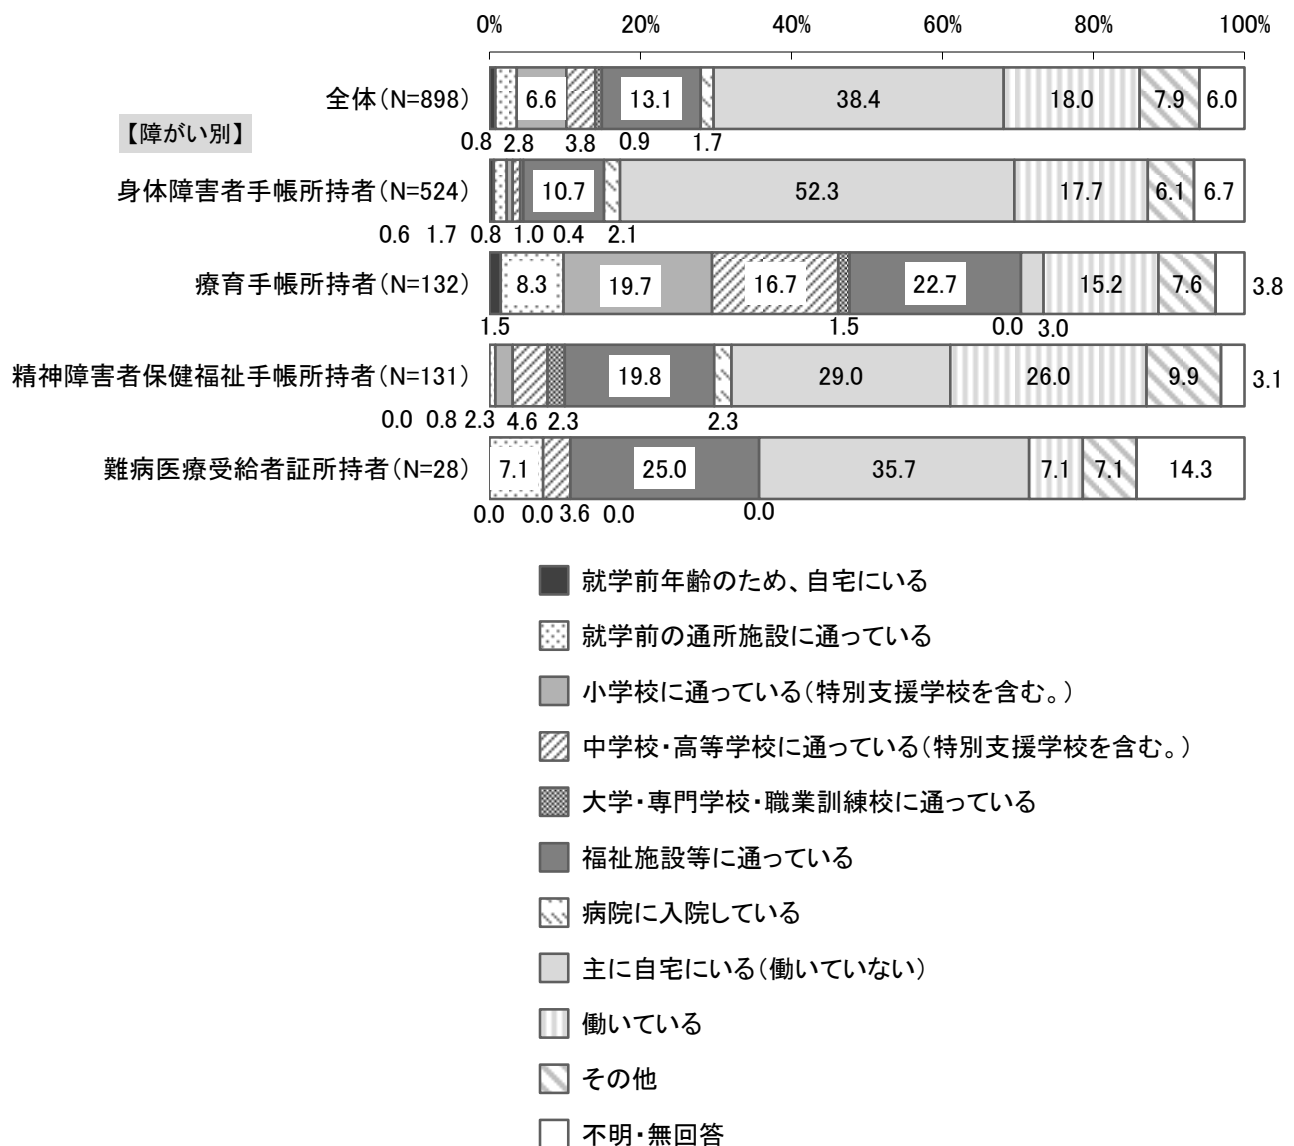 0% 20% 40% 60% 80% 100%
全体(N=898) 6.6 13.1 38.4 18.0 7.9 6.0
0.8 2.8 3.8 0.9 1.7
【障がい別】
身体障害者手帳所持者(N=524) 10.7 52.3 17.7 6.1 6.7
0.6 1.7 0.8 1.0 0.4 2.1
療育手帳所持者(N=132) 8.3 19.7 16.7 22.7 15.2 7.6 3.8
1.5 1.5 0.0 3.0
精神障害者保健福祉手帳所持者(N=131) 19.8 29.0 26.0 9.9 3.1
0.0 0.8 2.3 4.6 2.3 2.3
難病医療受給者証所持者(N=28) 7.1 25.0 35.7 7.1 7.1 14.3
0.0 0.0 3.6 0.0 0.0
就学前年齢のため、自宅にいる
就学前の通所施設に通っている
小学校に通っている(特別支援学校を含む。)
中学校・高等学校に通っている(特別支援学校を含む。)
大学・専門学校・職業訓練校に通っている
福祉施設等に通っている
病院に入院している
主に自宅にいる(働いていない)
働いている
その他
不明・無回答